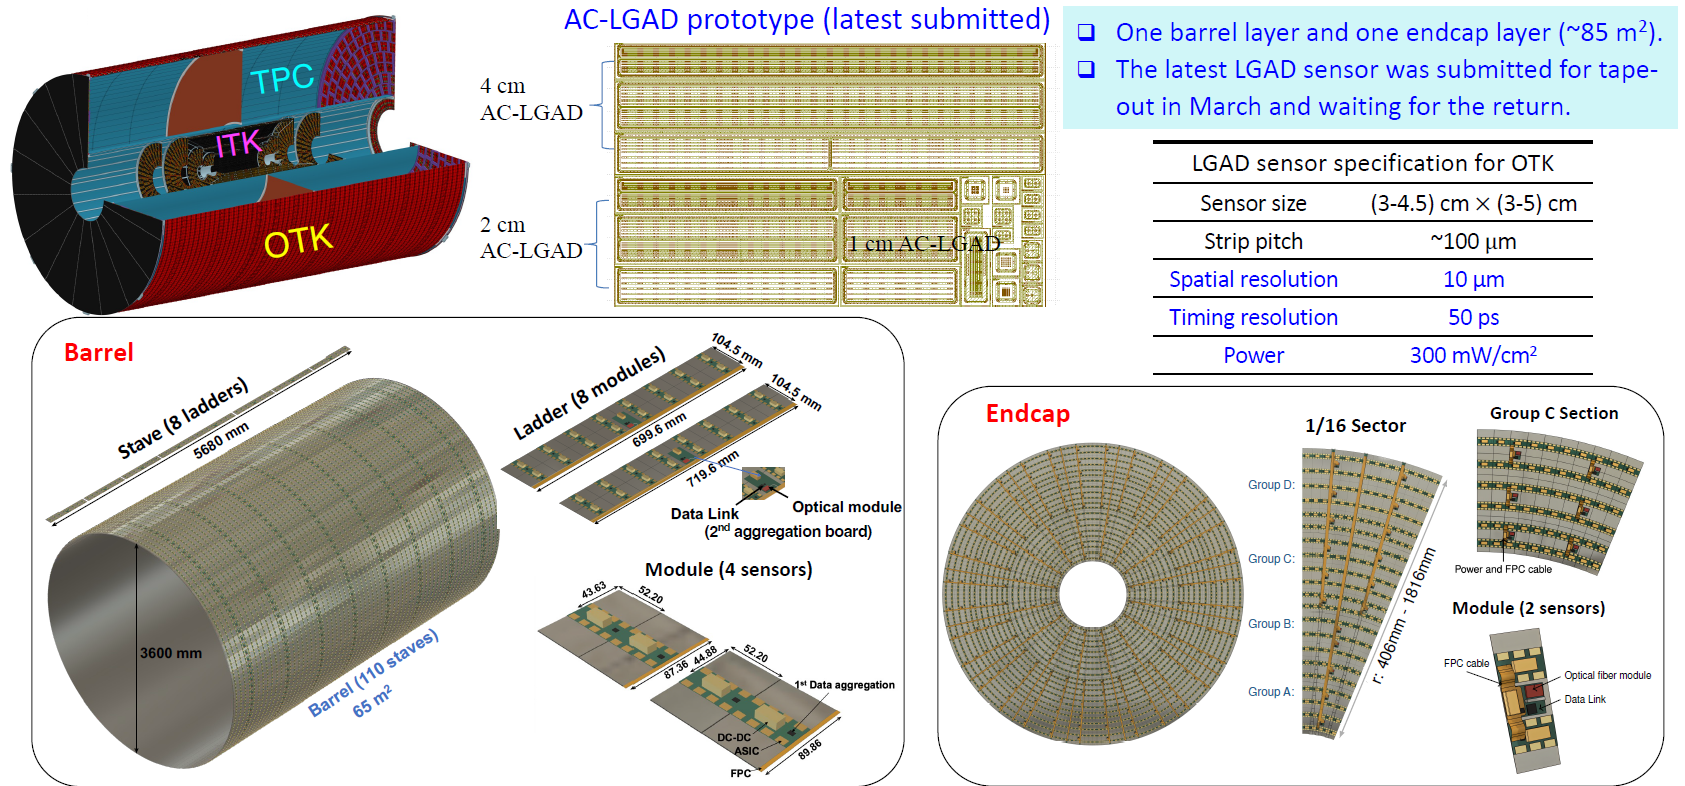 TPC
ITK
OTK
AC-LGAD prototype (latest submitted)
4 cm
AC-LGAD
2 cm
AC-LGAD
1 cm AC-LGAD
❑ One barrel layer and one endcap layer (~85 m²).
❑ The latest LGAD sensor was submitted for tape-
out in March and waiting for the return.
LGAD sensor specification for OTK
Sensor size (3-4.5) cm × (3-5) cm
Strip pitch ~100 μm
Spatial resolution 10 μm
Timing resolution 50 ps
Power 300 mW/cm²
Barrel
Stave (8 ladders)
5680 mm
3600 mm
Barrel (110 staves)
65 m²
Ladder (8 modules)
104.5 mm
699.6 mm
104.5 mm
719.6 mm
Data Link
Optical module
(2nd aggregation board)
Module (4 sensors)
43.63
52.20
87.36
44.88
52.20
1st Data aggregation
DC-DC
ASIC
FPC
89.86
Endcap
1/16 Sector
Group D:
Group C:
Group B:
Group A:
r: 406mm - 1816mm
Group C Section
Power and FPC cable
Module (2 sensors)
FPC cable
Optical fiber module
Data Link